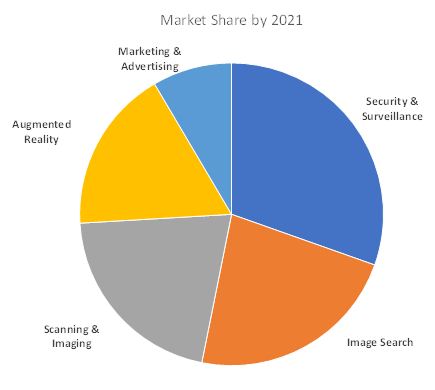 Market Share by 2021
Marketing &
Advertising
Security &
Surveillance
Augmented
Reality
Scanning &
Imaging
Image Search